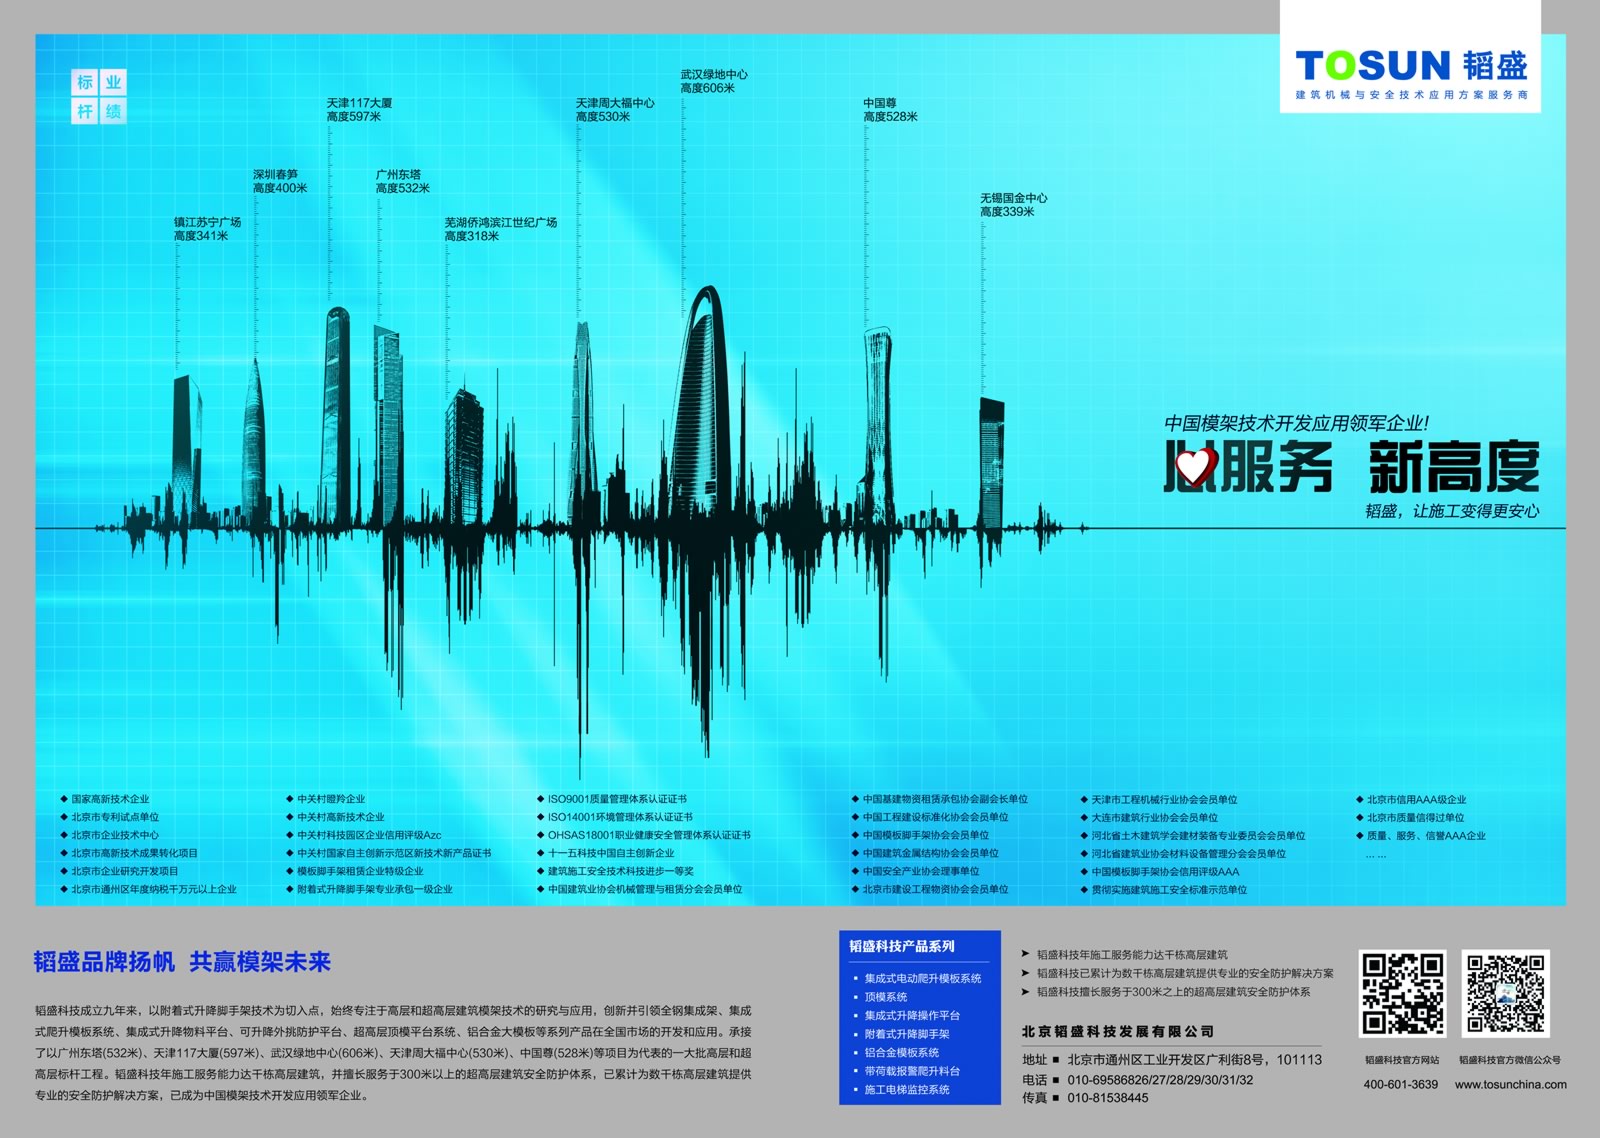 标业
杆绩
TOSUN 韬盛
建筑机械与安全技术应用方案服务商
武汉绿地中心
高度606米
天津117大厦
高度597米
天津周大福中心
高度530米
中国尊
高度528米
深圳春笋
高度400米
广州东塔
高度532米
无锡国金中心
高度339米
镇江苏宁广场
高度341米
芜湖侨鸿滨江世纪广场
高度318米
中国模架技术开发应用领军企业!
心服务 新高度
韬盛，让施工变得更安心
◆ 国家高新技术企业
◆ 北京市专利试点单位
◆ 北京市企业技术中心
◆ 北京市高新技术成果转化项目
◆ 北京市企业研究开发项目
◆ 北京市通州区年度纳税千万元以上企业
◆ 中关村瞪羚企业
◆ 中关村高新技术企业
◆ 中关村科技园区企业信用评级Azc
◆ 中关村国家自主创新示范区新技术新产品证书
◆ 模板脚手架租赁企业特级企业
◆ 附着式升降脚手架专业承包一级企业
◆ ISO9001质量管理体系认证证书
◆ ISO14001环境管理体系认证证书
◆ OHSAS18001职业健康安全管理体系认证证书
◆ 十一五科技中国自主创新企业
◆ 建筑施工安全技术科技进步一等奖
◆ 中国建筑业协会机械管理与租赁分会会员单位
◆ 中国基建物资租赁承包协会副会长单位
◆ 中国工程建设标准化协会会员单位
◆ 中国模板脚手架协会会员单位
◆ 中国建筑金属结构协会会员单位
◆ 中国安全产业协会理事单位
◆ 北京市建设工程物资协会会员单位
◆ 天津市工程机械行业协会会员单位
◆ 大连市建筑行业协会会员单位
◆ 河北省土木建筑学会建材装备专业委员会会员单位
◆ 河北省建筑业协会材料设备管理分会会员单位
◆ 中国模板脚手架协会信用评级AAA
◆ 贯彻实施建筑施工安全标准示范单位
◆ 北京市信用AAA级企业
◆ 北京市质量信得过单位
◆ 质量、服务、信誉AAA企业
... ...
韬盛品牌扬帆 共赢模架未来
韬盛科技成立九年来，以附着式升降脚手架技术为切入点，始终专注于高层和超高层建筑模架技术的研究与应用，创新并引领全钢集成架、集成
式爬升模板系统、集成式升降物料平台、可升降外挑防护平台、超高层顶模平台系统、铝合金大模板等系列产品在全国市场的开发和应用。承接
了以广州东塔(532米)、天津117大厦(597米)、武汉绿地中心(606米)、天津周大福中心(530米)、中国尊(528米)等项目为代表的一大批高层和超
高层标杆工程。韬盛科技年施工服务能力达千栋高层建筑，并擅长服务于300米以上的超高层建筑安全防护体系，已累计为数千栋高层建筑提供
专业的安全防护解决方案，已成为中国模架技术开发应用领军企业。
韬盛科技产品系列
▪ 集成式电动爬升模板系统
▪ 顶模系统
▪ 集成式升降操作平台
▪ 附着式升降脚手架
▪ 铝合金模板系统
▪ 带荷载报警爬升料台
▪ 施工电梯监控系统
➤ 韬盛科技年施工服务能力达千栋高层建筑
➤ 韬盛科技已累计为数千栋高层建筑提供专业的安全防护解决方案
➤ 韬盛科技擅长服务于300米之上的超高层建筑安全防护体系
北京韬盛科技发展有限公司
地址 ■ 北京市通州区工业开发区广利街8号，101113
电话 ■ 010-69586826/27/28/29/30/31/32
传真 ■ 010-81538445
韬盛科技官方网站 韬盛科技官方微信公众号
400-601-3639 www.tosunchina.com